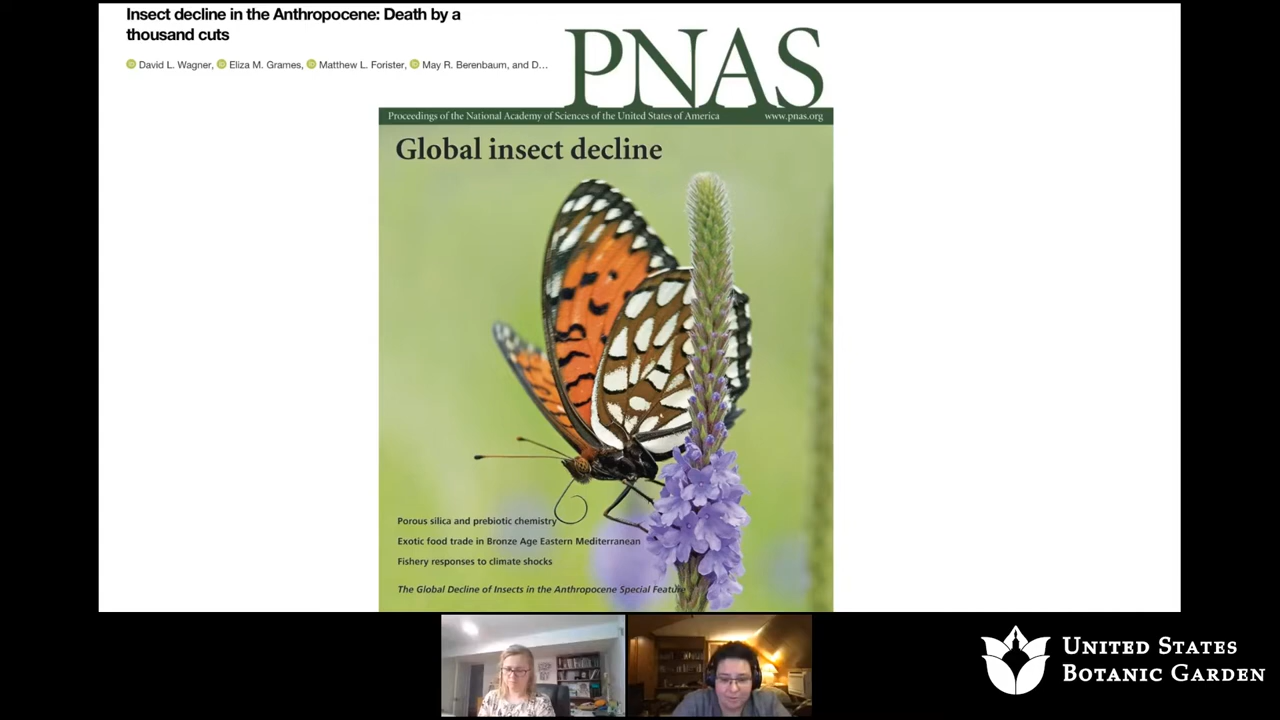 Insect decline in the Anthropocene: Death by a
thousand cuts
David L. Wagner, Eliza M. Grames, Matthew L. Forister, May R. Berenbaum, and D...
PNAS
Proceedings of the National Academy of Sciences of the United States of America www.pnas.org
Global insect decline
Porous silica and prebiotic chemistry
Exotic food trade in Bronze Age Eastern Mediterranean
Fishery responses to climate shocks
The Global Decline of Insects in the Anthropocene Special Feature
UNITED STATES
BOTANIC GARDEN